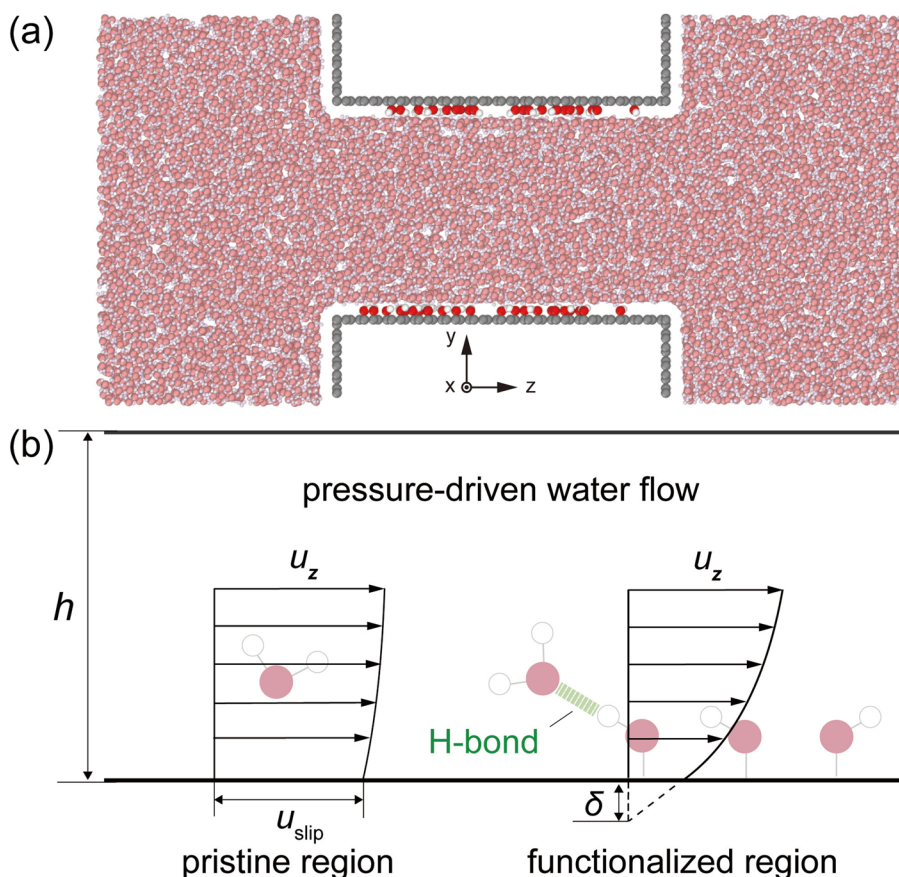 (a)
y
x
z
(b)
pressure-driven water flow
h
u_z
u_z
H-bond
δ
u_slip
pristine region
functionalized region